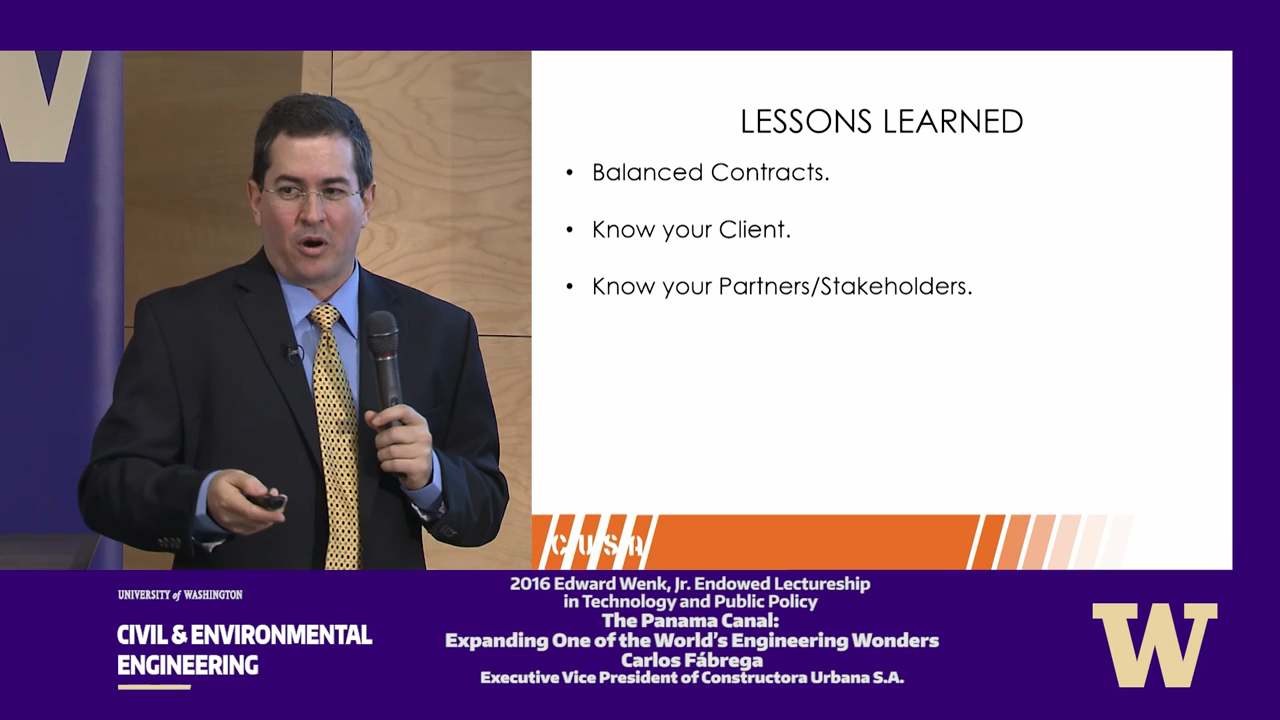 LESSONS LEARNED
• Balanced Contracts.
• Know your Client.
• Know your Partners/Stakeholders.
CUSA
UNIVERSITY of WASHINGTON
CIVIL & ENVIRONMENTAL
ENGINEERING
2016 Edward Wenk, Jr. Endowed Lectureship
in Technology and Public Policy
The Panama Canal:
Expanding One of the World's Engineering Wonders
Carlos Fábrega
Executive Vice President of Constructora Urbana S.A.
W